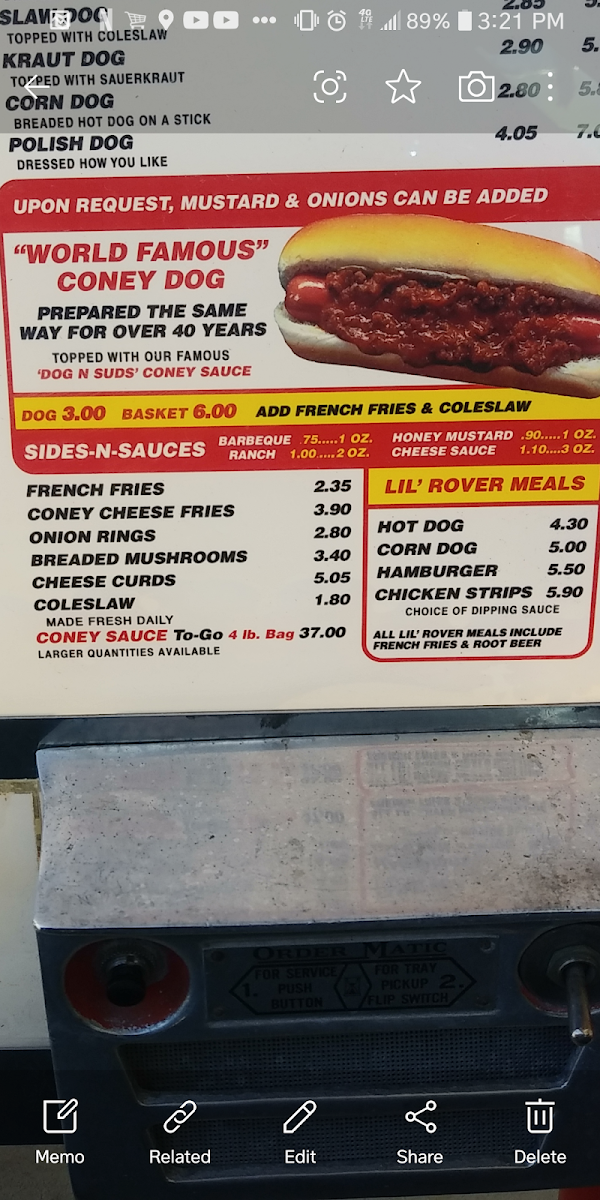 89% 3:21 PM
SLAW DOG 2.85 5.
TOPPED WITH COLESLAW
KRAUT DOG 2.90 5.
TOPPED WITH SAUERKRAUT
CORN DOG 2.80 5.
BREADED HOT DOG ON A STICK
POLISH DOG 4.05 7.
DRESSED HOW YOU LIKE
UPON REQUEST, MUSTARD & ONIONS CAN BE ADDED
“WORLD FAMOUS”
CONEY DOG
PREPARED THE SAME
WAY FOR OVER 40 YEARS
TOPPED WITH OUR FAMOUS
'DOG N SUDS' CONEY SAUCE
DOG 3.00 BASKET 6.00 ADD FRENCH FRIES & COLESLAW
SIDES-N-SAUCES
BARBEQUE .75.....1 OZ.
RANCH 1.00.....2 OZ.
HONEY MUSTARD .90.....1 OZ.
CHEESE SAUCE 1.10....3 OZ.
FRENCH FRIES 2.35
CONEY CHEESE FRIES 3.90
ONION RINGS 2.80
BREADED MUSHROOMS 3.40
CHEESE CURDS 5.05
COLESLAW 1.80
MADE FRESH DAILY
CONEY SAUCE To-Go 4 lb. Bag 37.00
LARGER QUANTITIES AVAILABLE
LIL' ROVER MEALS
HOT DOG 4.30
CORN DOG 5.00
HAMBURGER 5.50
CHICKEN STRIPS 5.90
CHOICE OF DIPPING SAUCE
ALL LIL' ROVER MEALS INCLUDE
FRENCH FRIES & ROOT BEER
ORDER MATIC
1. FOR SERVICE
PUSH
BUTTON
FOR TRAY
PICKUP 2.
FLIP SWITCH
Memo Related Edit Share Delete